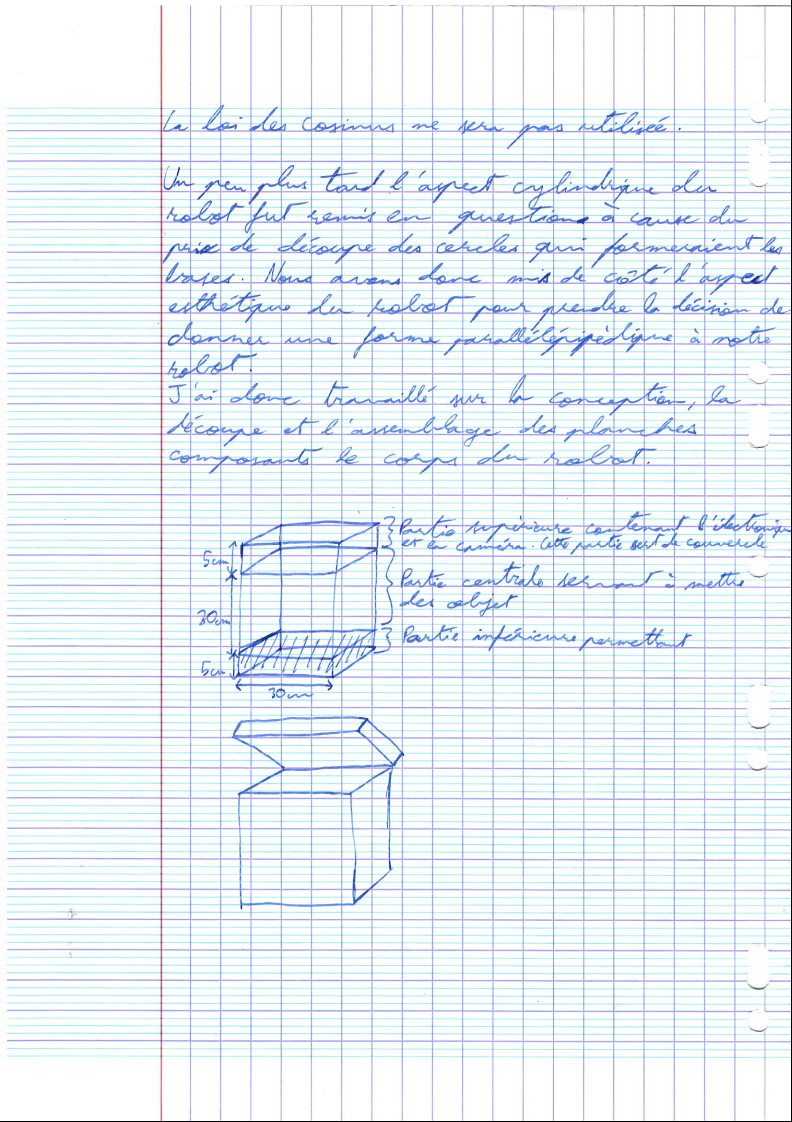 La loi des cosinus ne sera pas utilisée.
Un peu plus tard l'aspect cylindrique du
robot fut remis en question à cause du
prix de découpe des cercles qui formeraient les
bases. Nous avons donc mis de côté l'aspect
esthétique du robot pour prendre la décision de
donner une forme parallélépipédique à notre
robot.
J'ai donc travaillé sur la conception, la
découpe et l'assemblage des planches
composants le corps du robot.
Partie supérieure contenant l'électronique
et la caméra. Cette partie sert de couvercle
5cm
Partie centrale servant à mettre
des objet
30cm
Partie inférieure permettant
5cm
30cm